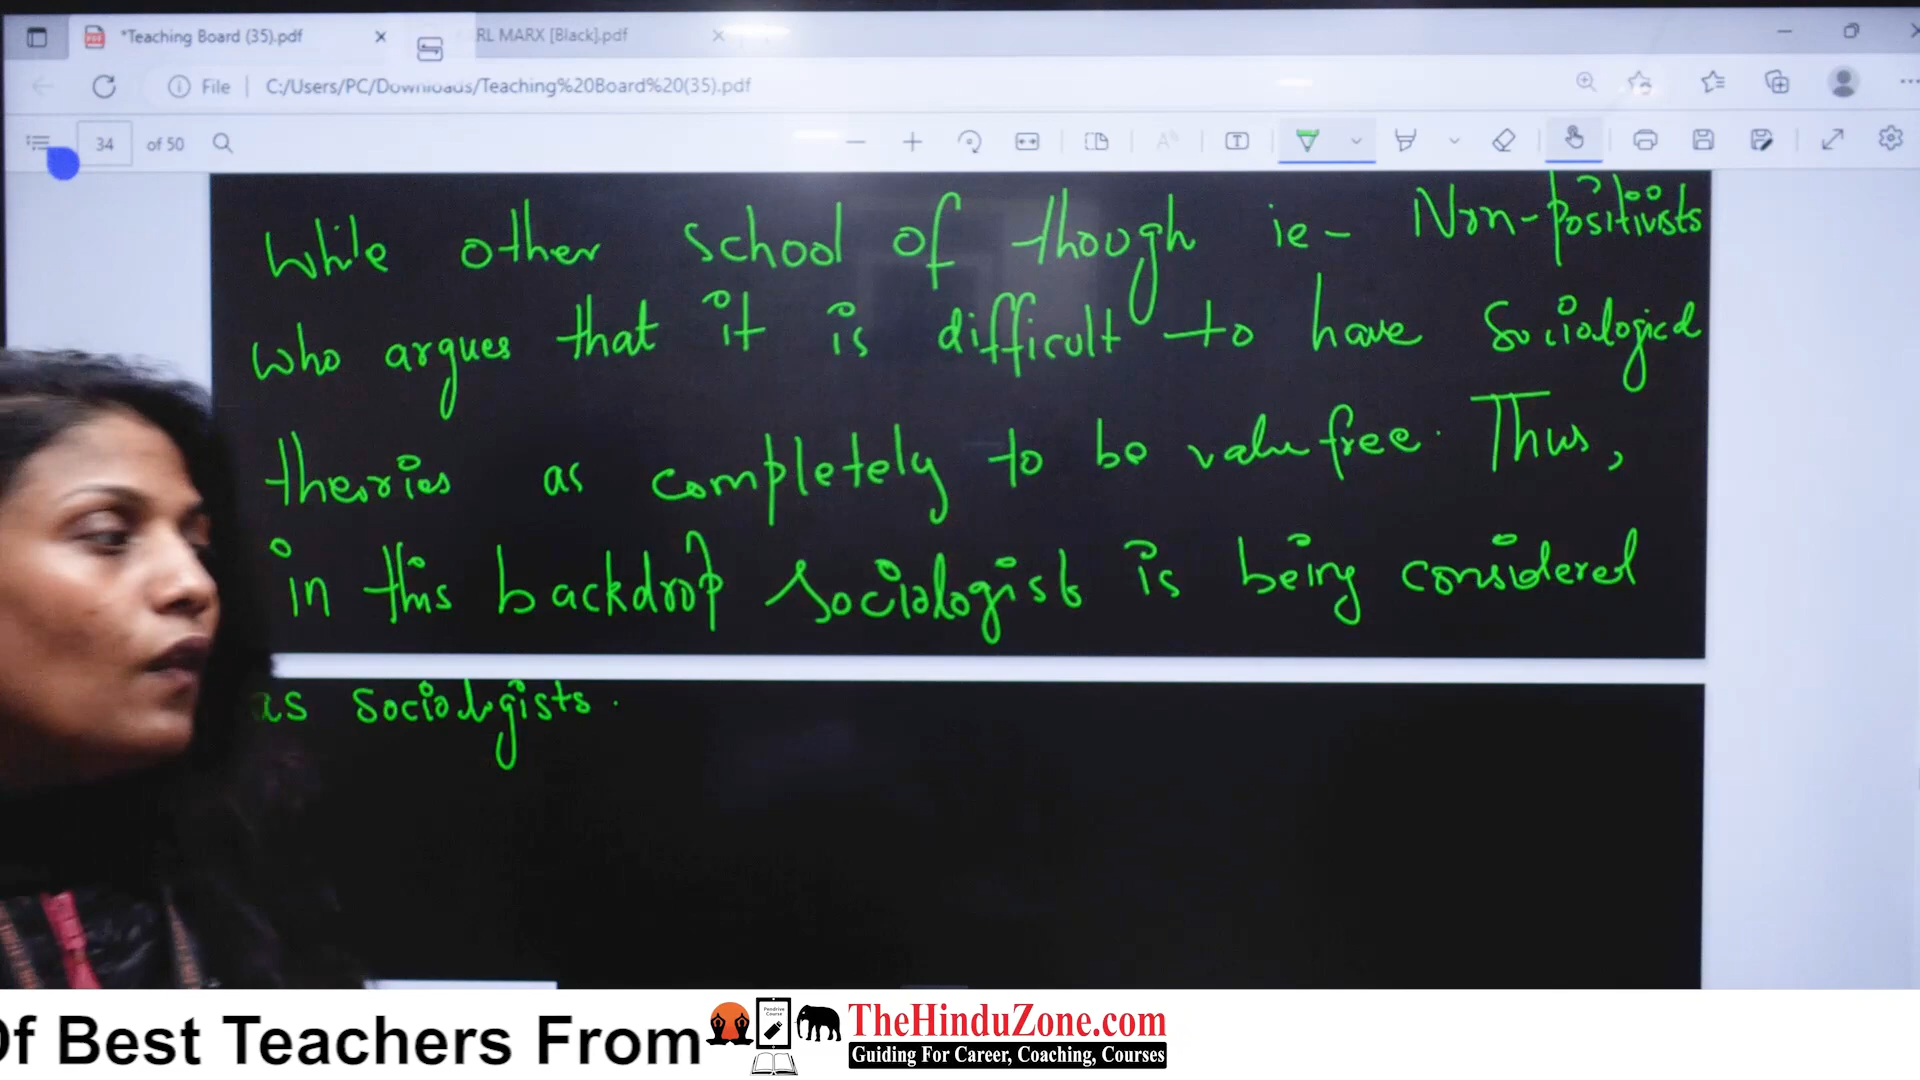 *Teaching Board (35).pdf
RL MARX [Black].pdf
File C:/Users/PC/Downloads/Teaching%20Board%20(35).pdf
34 of 50
While other school of though ie - Non-positivists
who argues that it is difficult to have Sociological
theories as completely to be value free. Thus,
in this backdrop sociologists is being considered
as sociologists.
Of Best Teachers From
TheHinduZone.com
Guiding For Career, Coaching, Courses